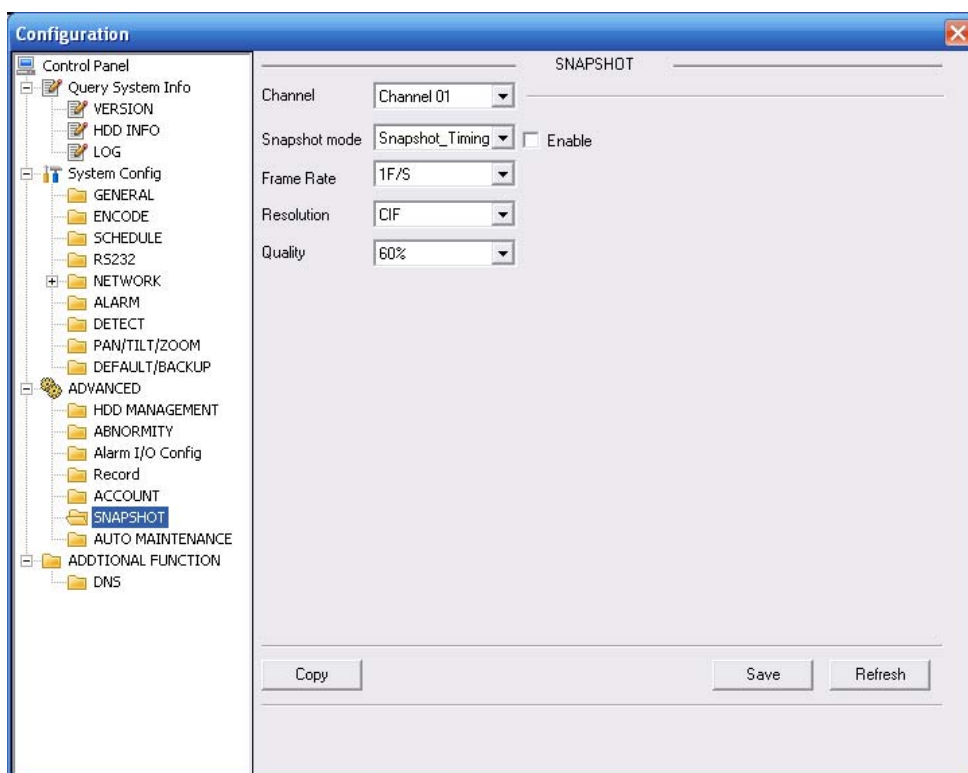 Configuration
Control Panel
Query System Info
VERSION
HDD INFO
LOG
System Config
GENERAL
ENCODE
SCHEDULE
RS232
NETWORK
ALARM
DETECT
PAN/TILT/ZOOM
DEFAULT/BACKUP
ADVANCED
HDD MANAGEMENT
ABNORMITY
Alarm I/O Config
Record
ACCOUNT
SNAPSHOT
AUTO MAINTENANCE
ADDTIONAL FUNCTION
DNS
SNAPSHOT
Channel Channel 01
Snapshot mode Snapshot_Timing Enable
Frame Rate 1F/S
Resolution CIF
Quality 60%
Copy Save Refresh